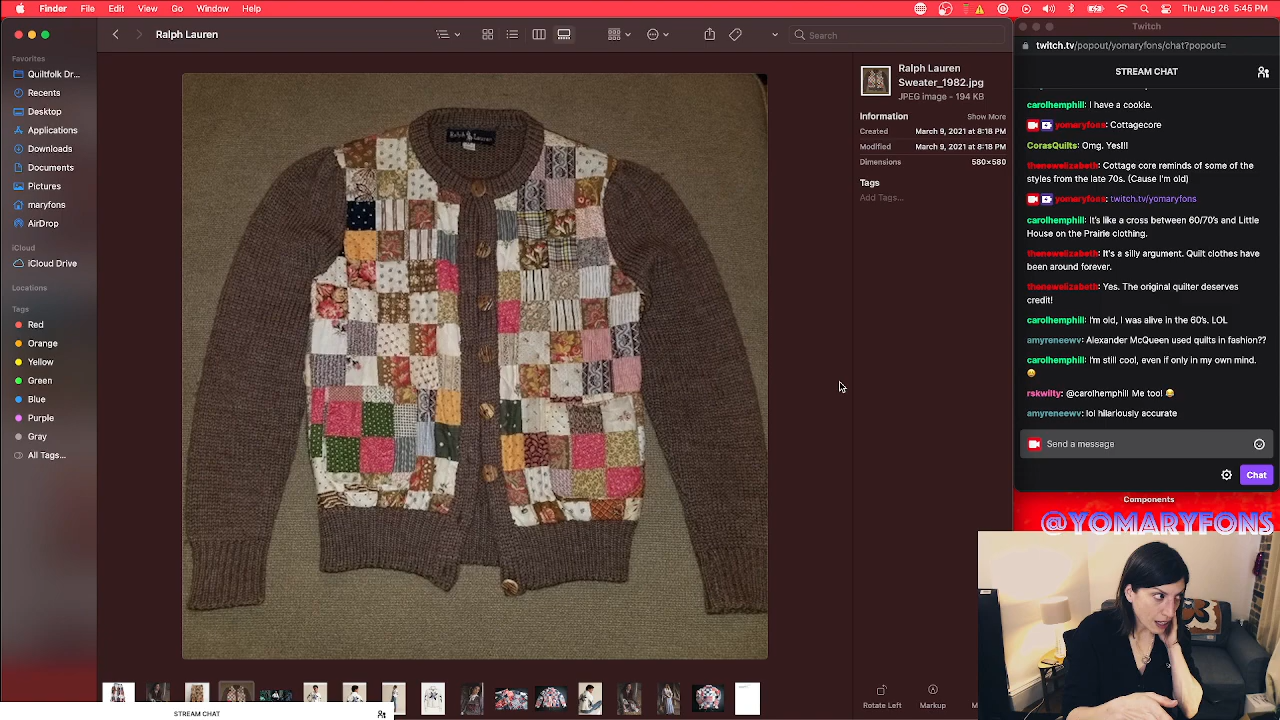 Finder File Edit View Go Window Help
Thu Aug 26 5:45 PM
Favorites
Quiltfolk Dr...
Recents
Desktop
Applications
Downloads
Documents
Pictures
maryfons
AirDrop
iCloud
iCloud Drive
Locations
Tags
Red
Orange
Yellow
Green
Blue
Purple
Gray
All Tags...
Ralph Lauren
Search
Ralph Lauren
Ralph Lauren
Sweater_1982.jpg
JPEG image - 194 KB
Information Show More
Created March 9, 2021 at 8:18 PM
Modified March 9, 2021 at 8:18 PM
Dimensions 580×580
Tags
Add Tags...
Rotate Left Markup M
STREAM CHAT
Twitch
twitch.tv/popout/yomaryfons/chat?popout=
STREAM CHAT
carolhemphill: I have a cookie.
yomaryfons: Cottagecore
CorasQuilts: Omg. Yes!!!
thenewelizabeth: Cottage core reminds of some of the
styles from the late 70s. (Cause I'm old)
yomaryfons: twitch.tv/yomaryfons
carolhemphill: It's like a cross between 60/70's and Little
House on the Prairie clothing.
thenewelizabeth: It's a silly argument. Quilt clothes have
been around forever.
thenewelizabeth: Yes. The original quilter deserves
credit!
carolhemphill: I'm old, I was alive in the 60's. LOL
amyreneewv: Alexander McQueen used quilts in fashion??
carolhemphill: I'm still cool, even if only in my own mind.
😀
rskwilty: @carolhemphill Me too! 😂
amyreneewv: lol hilariously accurate
Send a message
Chat
Components
@YOMARYFONS